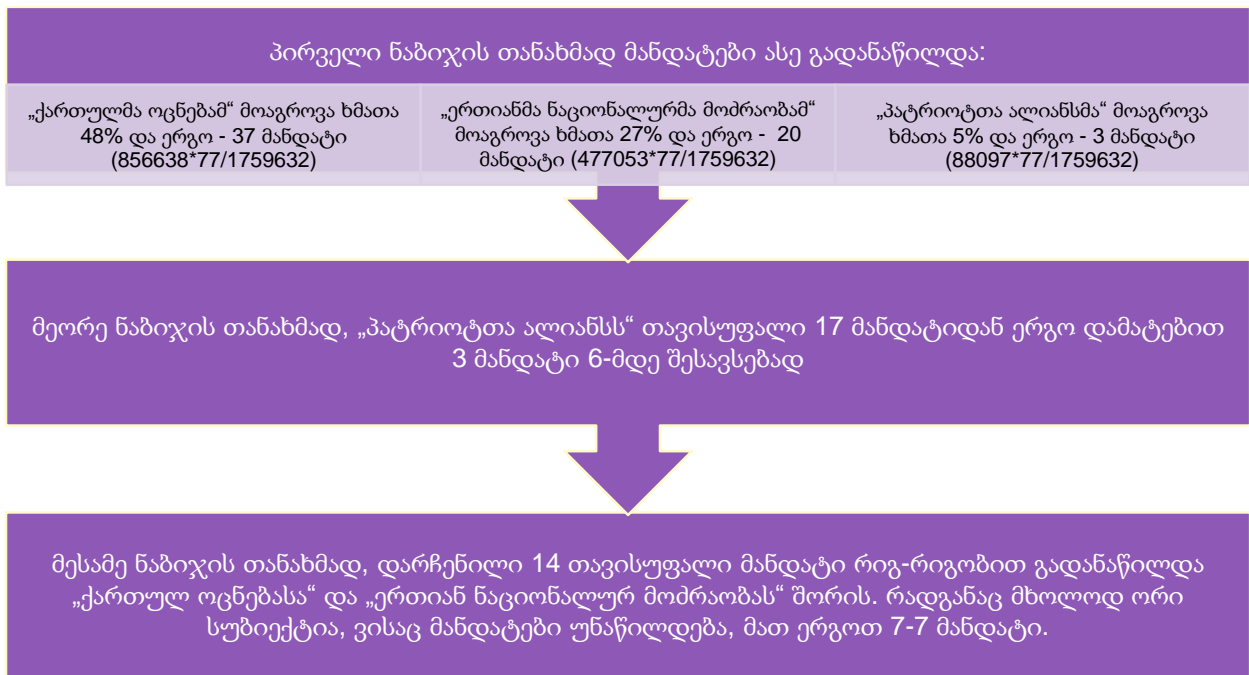 პირველი ნაბიჯის თანახმად მანდატები ასე გადანაწილდა:
„ქართულმა ოცნებამ“ მოაგროვა ხმათა
48% და ერგო - 37 მანდატი
(856638*77/1759632)
„ერთიანმა ნაციონალურმა მოძრაობამ“
მოაგროვა ხმათა 27% და ერგო - 20
მანდატი (477053*77/1759632)
„პატრიოტთა ალიანსმა“ მოაგროვა
ხმათა 5% და ერგო - 3 მანდატი
(88097*77/1759632)
მეორე ნაბიჯის თანახმად, „პატრიოტთა ალიანსს“ თავისუფალი 17 მანდატიდან ერგო დამატებით
3 მანდატი 6-მდე შესავსებად
მესამე ნაბიჯის თანახმად, დარჩენილი 14 თავისუფალი მანდატი რიგ-რიგობით გადანაწილდა
„ქართულ ოცნებასა“ და „ერთიან ნაციონალურ მოძრაობას“ შორის. რადგანაც მხოლოდ ორი
სუბიექტია, ვისაც მანდატები უნაწილდება, მათ ერგოთ 7-7 მანდატი.